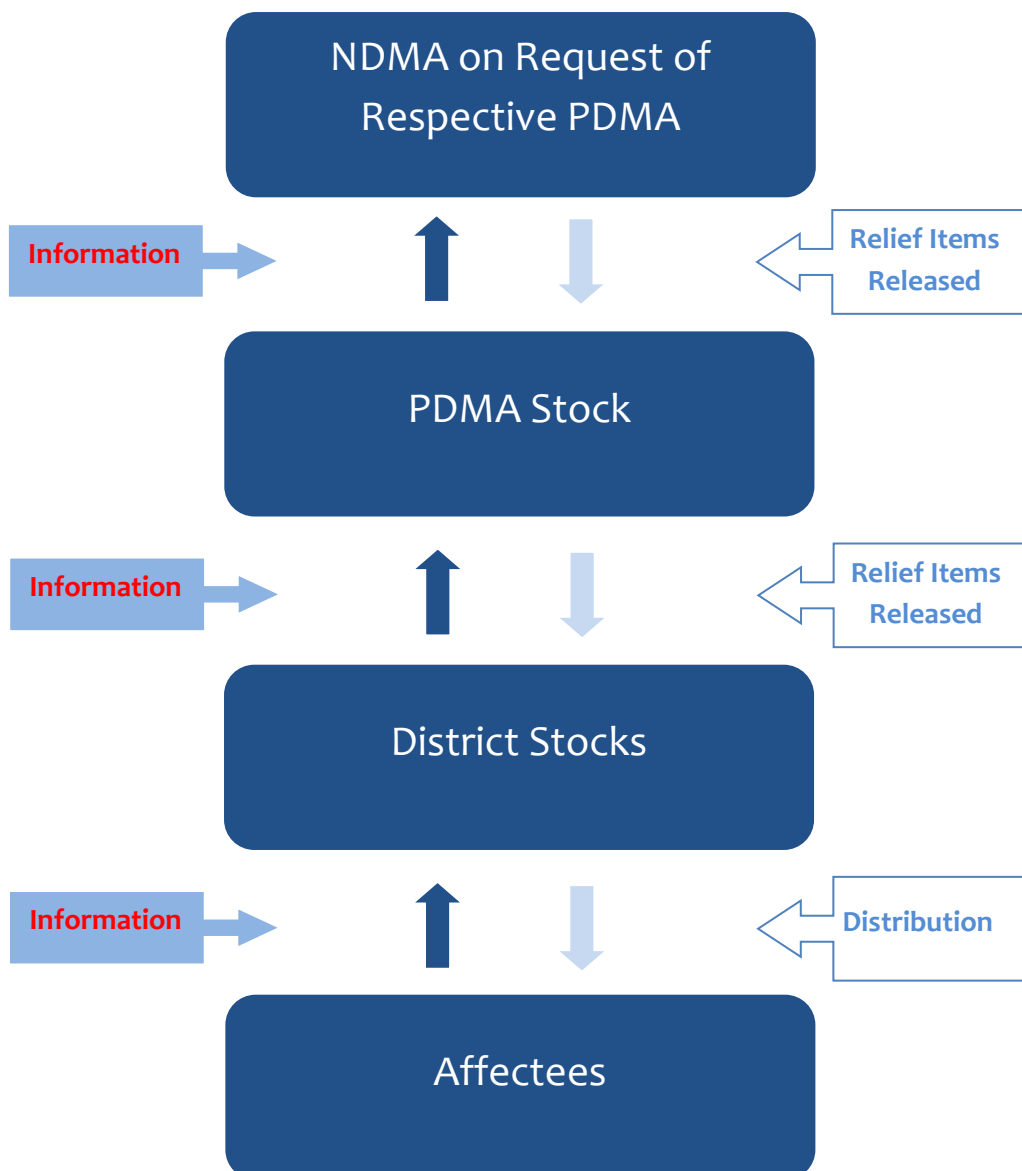 NDMA on Request of
Respective PDMA
Information
Relief Items
Released
PDMA Stock
Information
Relief Items
Released
District Stocks
Information
Distribution
Affectees